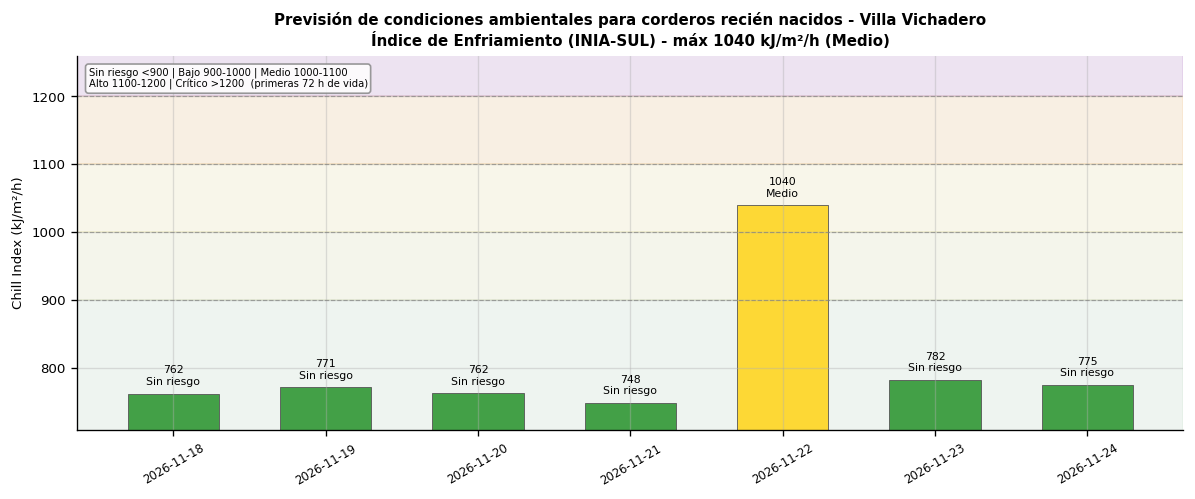 Previsión de condiciones ambientales para corderos recién nacidos - Villa Vichadero
Índice de Enfriamiento (INIA-SUL) - máx 1040 kJ/m²/h (Medio)
Sin riesgo <900 | Bajo 900-1000 | Medio 1000-1100
Alto 1100-1200 | Crítico >1200  (primeras 72 h de vida)
Chill Index (kJ/m²/h)
1200
1100
1000
900
800
762
Sin riesgo
771
Sin riesgo
762
Sin riesgo
748
Sin riesgo
1040
Medio
782
Sin riesgo
775
Sin riesgo
2026-11-18
2026-11-19
2026-11-20
2026-11-21
2026-11-22
2026-11-23
2026-11-24